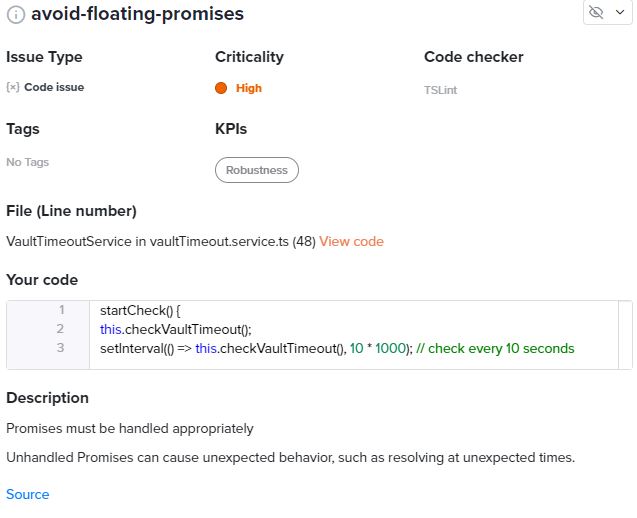 avoid-floating-promises
Issue Type Criticality Code checker
{×} Code issue High TSLint
Tags KPIs
No Tags Robustness
File (Line number)
VaultTimeoutService in vaultTimeout.service.ts (48) View code
Your code
1 startCheck() {
2 this.checkVaultTimeout();
3 setInterval(() => this.checkVaultTimeout(), 10 * 1000); // check every 10 seconds
Description
Promises must be handled appropriately
Unhandled Promises can cause unexpected behavior, such as resolving at unexpected times.
Source